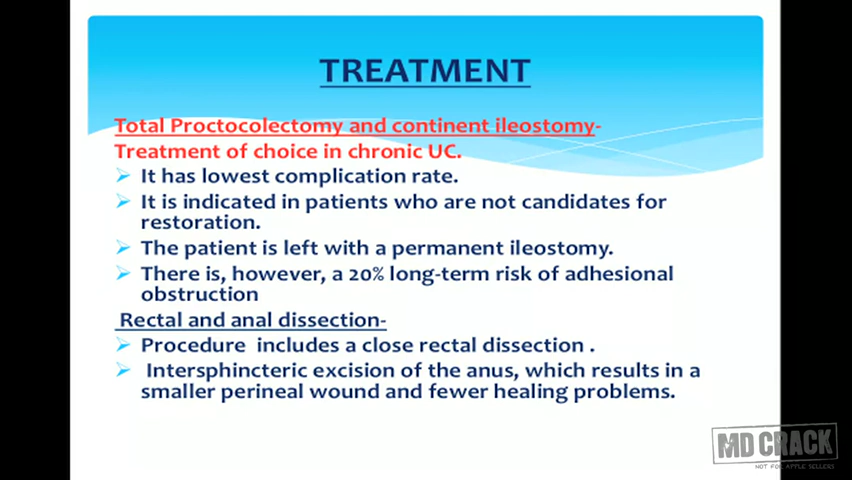 TREATMENT
Total Proctocolectomy and continent ileostomy-
Treatment of choice in chronic UC.
It has lowest complication rate.
It is indicated in patients who are not candidates for
restoration.
The patient is left with a permanent ileostomy.
There is, however, a 20% long-term risk of adhesional
obstruction
Rectal and anal dissection-
Procedure includes a close rectal dissection .
Intersphincteric excision of the anus, which results in a
smaller perineal wound and fewer healing problems.
MD CRACK
NOT FOR APPLE SELLERS